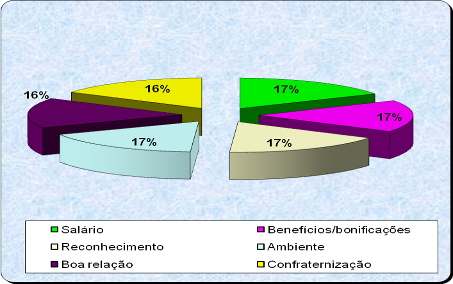 16% 17%
16% 17%
17% 17%
Salário Benefícios/bonificações
Reconhecimento Ambiente
Boa relação Confraternização